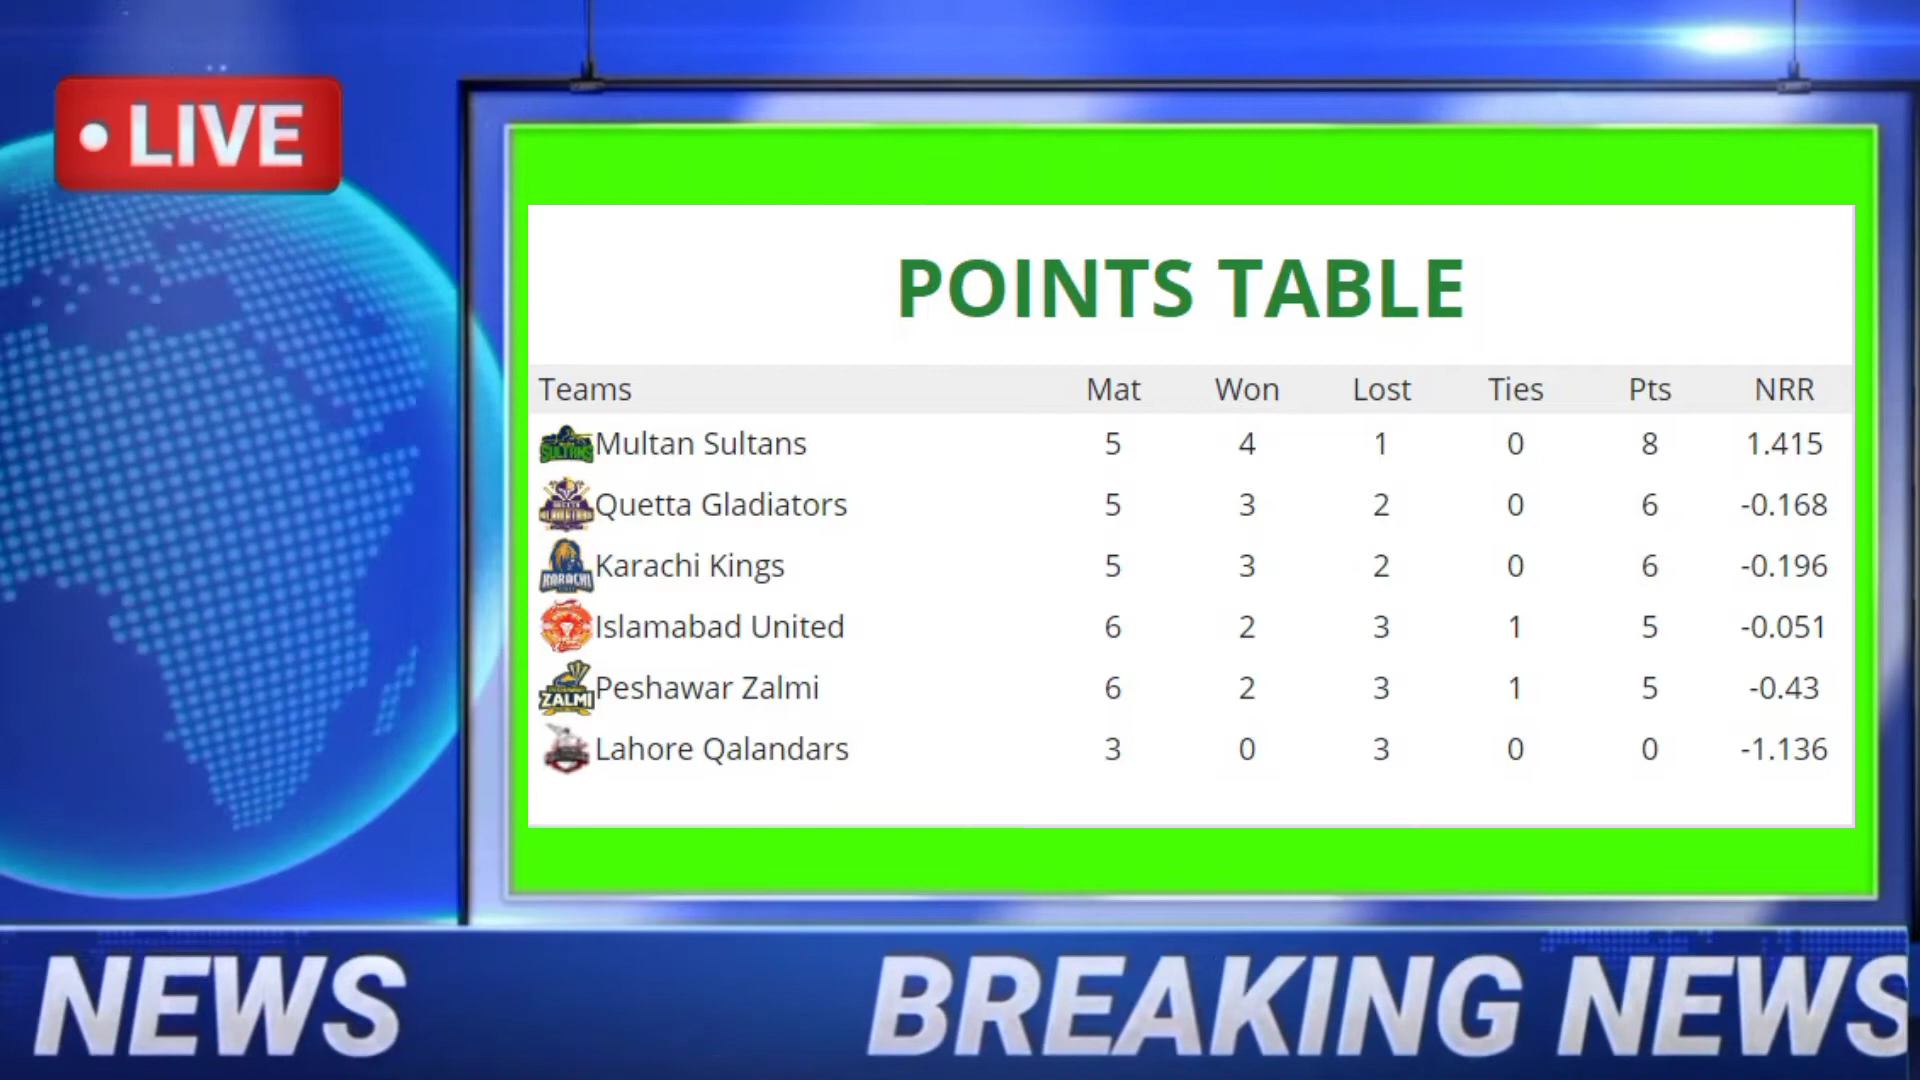 LIVE
POINTS TABLE
Teams Mat Won Lost Ties Pts NRR
SULTANS Multan Sultans 5 4 1 0 8 1.415
Quetta Gladiators 5 3 2 0 6 -0.168
KARACHI Karachi Kings 5 3 2 0 6 -0.196
Islamabad United 6 2 3 1 5 -0.051
ZALMI Peshawar Zalmi 6 2 3 1 5 -0.43
Lahore Qalandars 3 0 3 0 0 -1.136
NEWS BREAKING NEWS